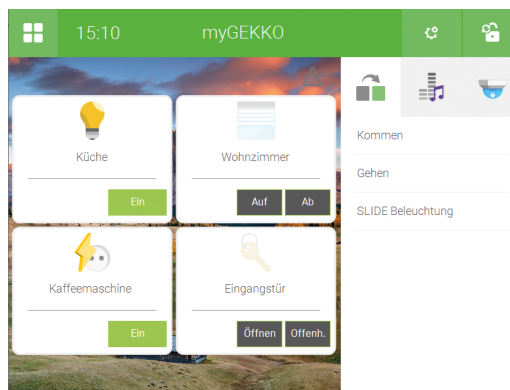 15:10 myGEKKO
Küche
Ein
Wohnzimmer
Auf Ab
Kaffeemaschine
Ein
Eingangstür
Öffnen Offenh.
Kommen
Gehen
SLIDE Beleuchtung